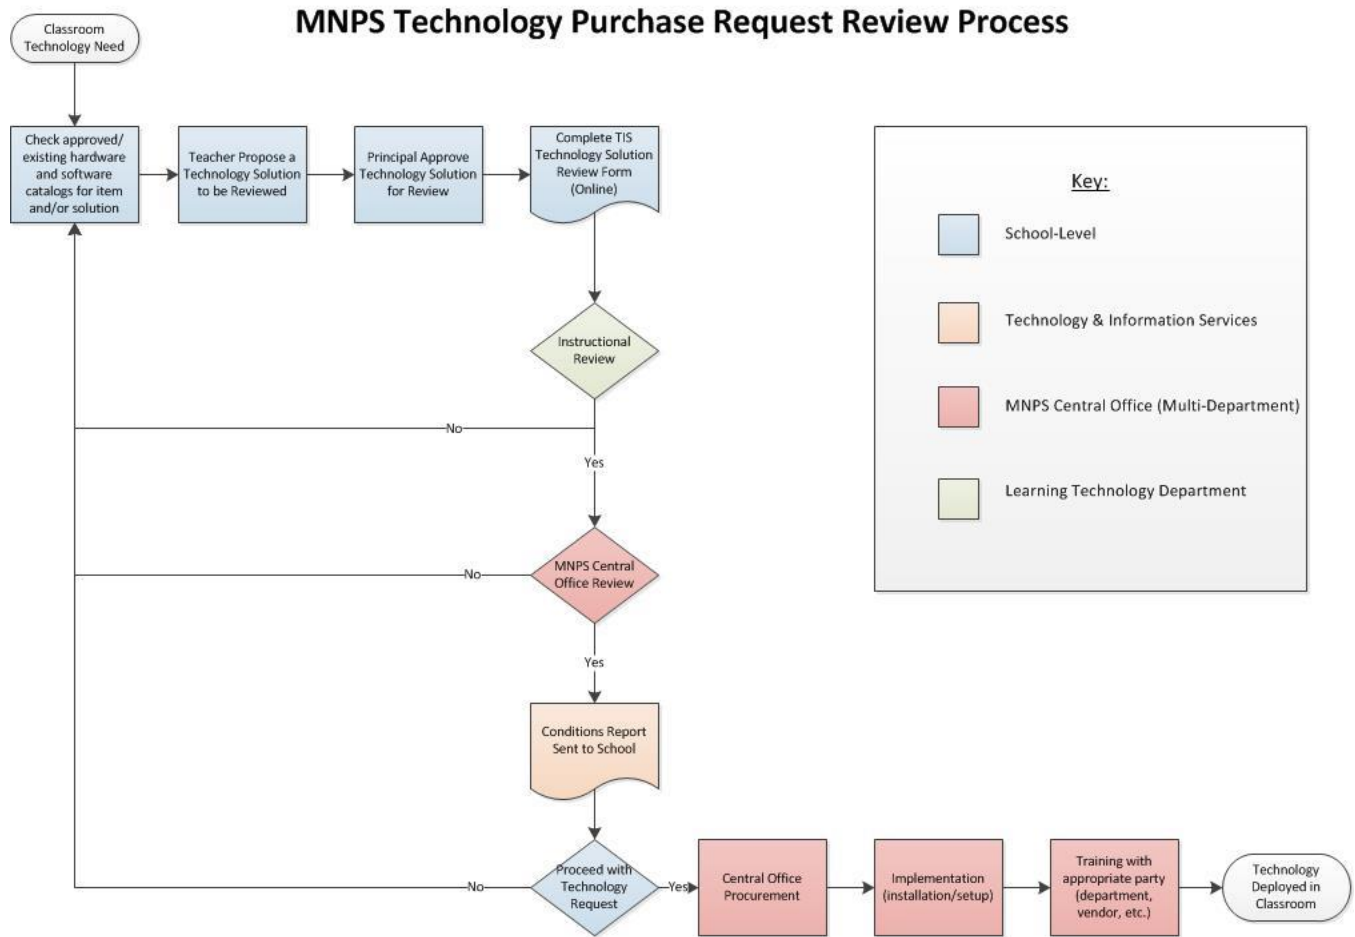 MNPS Technology Purchase Request Review Process
Classroom
Technology Need
Check approved/
existing hardware
and software
catalogs for item
and/or solution
Teacher Propose a
Technology Solution
to be Reviewed
Principal Approve
Technology Solution
for Review
Complete TIS
Technology Solution
Review Form
(Online)
Key:
School-Level
Technology & Information Services
MNPS Central Office (Multi-Department)
Learning Technology Department
Instructional
Review
No
Yes
MNPS Central
Office Review
No
Yes
Conditions Report
Sent to School
Proceed with
Technology
Request
No
Yes
Central Office
Procurement
Implementation
(installation/setup)
Training with
appropriate party
(department,
vendor, etc.)
Technology
Deployed in
Classroom